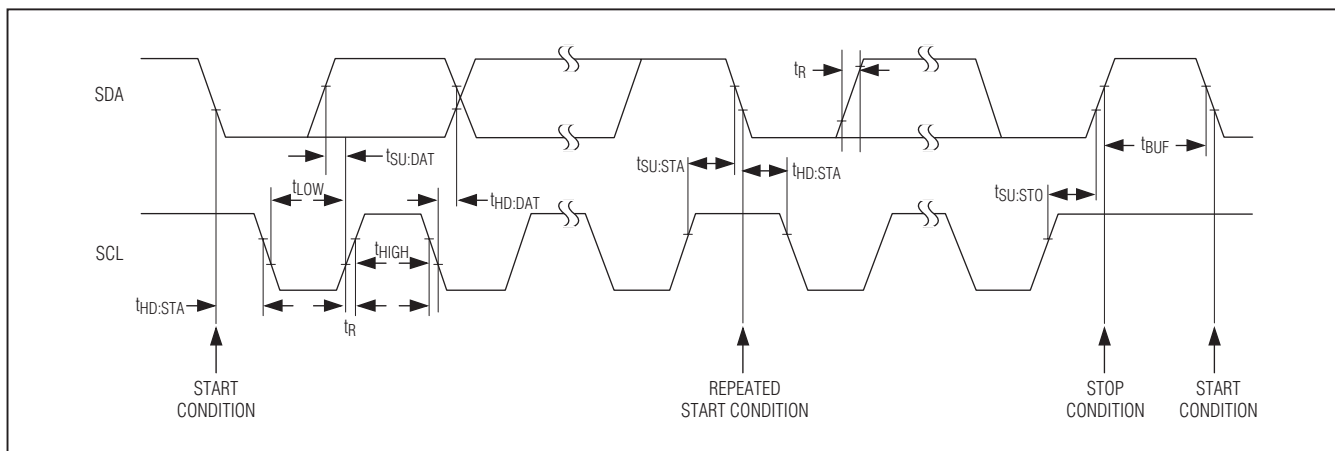 SDA
tR
tSU:DAT
tSU:STA
tHD:STA
tBUF
tLOW
tHD:DAT
tSU:STO
SCL
tHIGH
tHD:STA
tR
START
CONDITION
REPEATED
START CONDITION
STOP
CONDITION
START
CONDITION